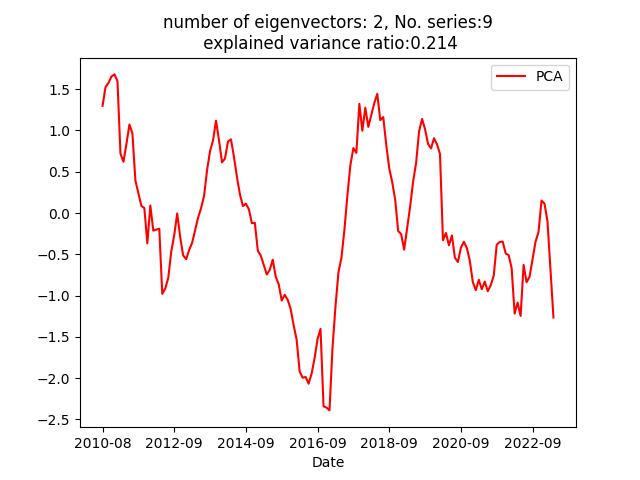 number of eigenvectors: 2, No. series:9
explained variance ratio:0.214
PCA
1.5
1.0
0.5
0.0
−0.5
−1.0
−1.5
−2.0
−2.5
2010-08 2012-09 2014-09 2016-09 2018-09 2020-09 2022-09
Date